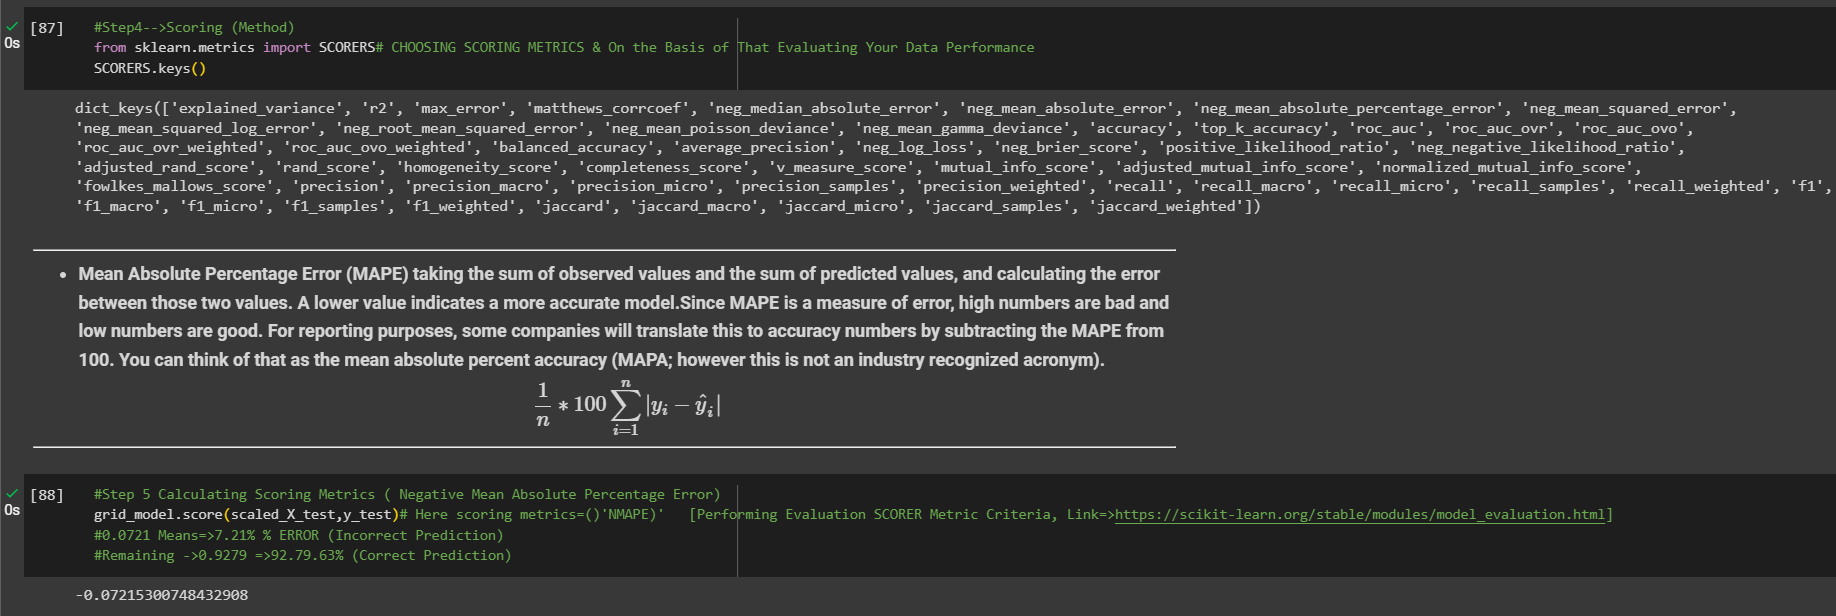 [87] #Step4-->Scoring (Method)
0s from sklearn.metrics import SCORERS# CHOOSING SCORING METRICS & On the Basis of That Evaluating Your Data Performance
SCORERS.keys()
dict_keys(['explained_variance', 'r2', 'max_error', 'matthews_corrcoef', 'neg_median_absolute_error', 'neg_mean_absolute_error', 'neg_mean_absolute_percentage_error', 'neg_mean_squared_error',
'neg_mean_squared_log_error', 'neg_root_mean_squared_error', 'neg_mean_poisson_deviance', 'neg_mean_gamma_deviance', 'accuracy', 'top_k_accuracy', 'roc_auc', 'roc_auc_ovr', 'roc_auc_ovo',
'roc_auc_ovr_weighted', 'roc_auc_ovo_weighted', 'balanced_accuracy', 'average_precision', 'neg_log_loss', 'neg_brier_score', 'positive_likelihood_ratio', 'neg_negative_likelihood_ratio',
'adjusted_rand_score', 'rand_score', 'homogeneity_score', 'completeness_score', 'v_measure_score', 'mutual_info_score', 'adjusted_mutual_info_score', 'normalized_mutual_info_score',
'fowlkes_mallows_score', 'precision', 'precision_macro', 'precision_micro', 'precision_samples', 'precision_weighted', 'recall', 'recall_macro', 'recall_micro', 'recall_samples', 'recall_weighted', 'f1',
'f1_macro', 'f1_micro', 'f1_samples', 'f1_weighted', 'jaccard', 'jaccard_macro', 'jaccard_micro', 'jaccard_samples', 'jaccard_weighted'])
• Mean Absolute Percentage Error (MAPE) taking the sum of observed values and the sum of predicted values, and calculating the error
between those two values. A lower value indicates a more accurate model.Since MAPE is a measure of error, high numbers are bad and
low numbers are good. For reporting purposes, some companies will translate this to accuracy numbers by subtracting the MAPE from
100. You can think of that as the mean absolute percent accuracy (MAPA; however this is not an industry recognized acronym).
\frac{1}{n} * 100 \sum_{i=1}^{n} |y_i - \hat{y}_i|
[88] #Step 5 Calculating Scoring Metrics ( Negative Mean Absolute Percentage Error)
0s grid_model.score(scaled_X_test,y_test)# Here scoring metrics=()'NMAPE)' [Performing Evaluation SCORER Metric Criteria, Link=>https://scikit-learn.org/stable/modules/model_evaluation.html]
#0.0721 Means=>7.21% % ERROR (Incorrect Prediction)
#Remaining ->0.9279 =>92.79.63% (Correct Prediction)
-0.07215300748432908